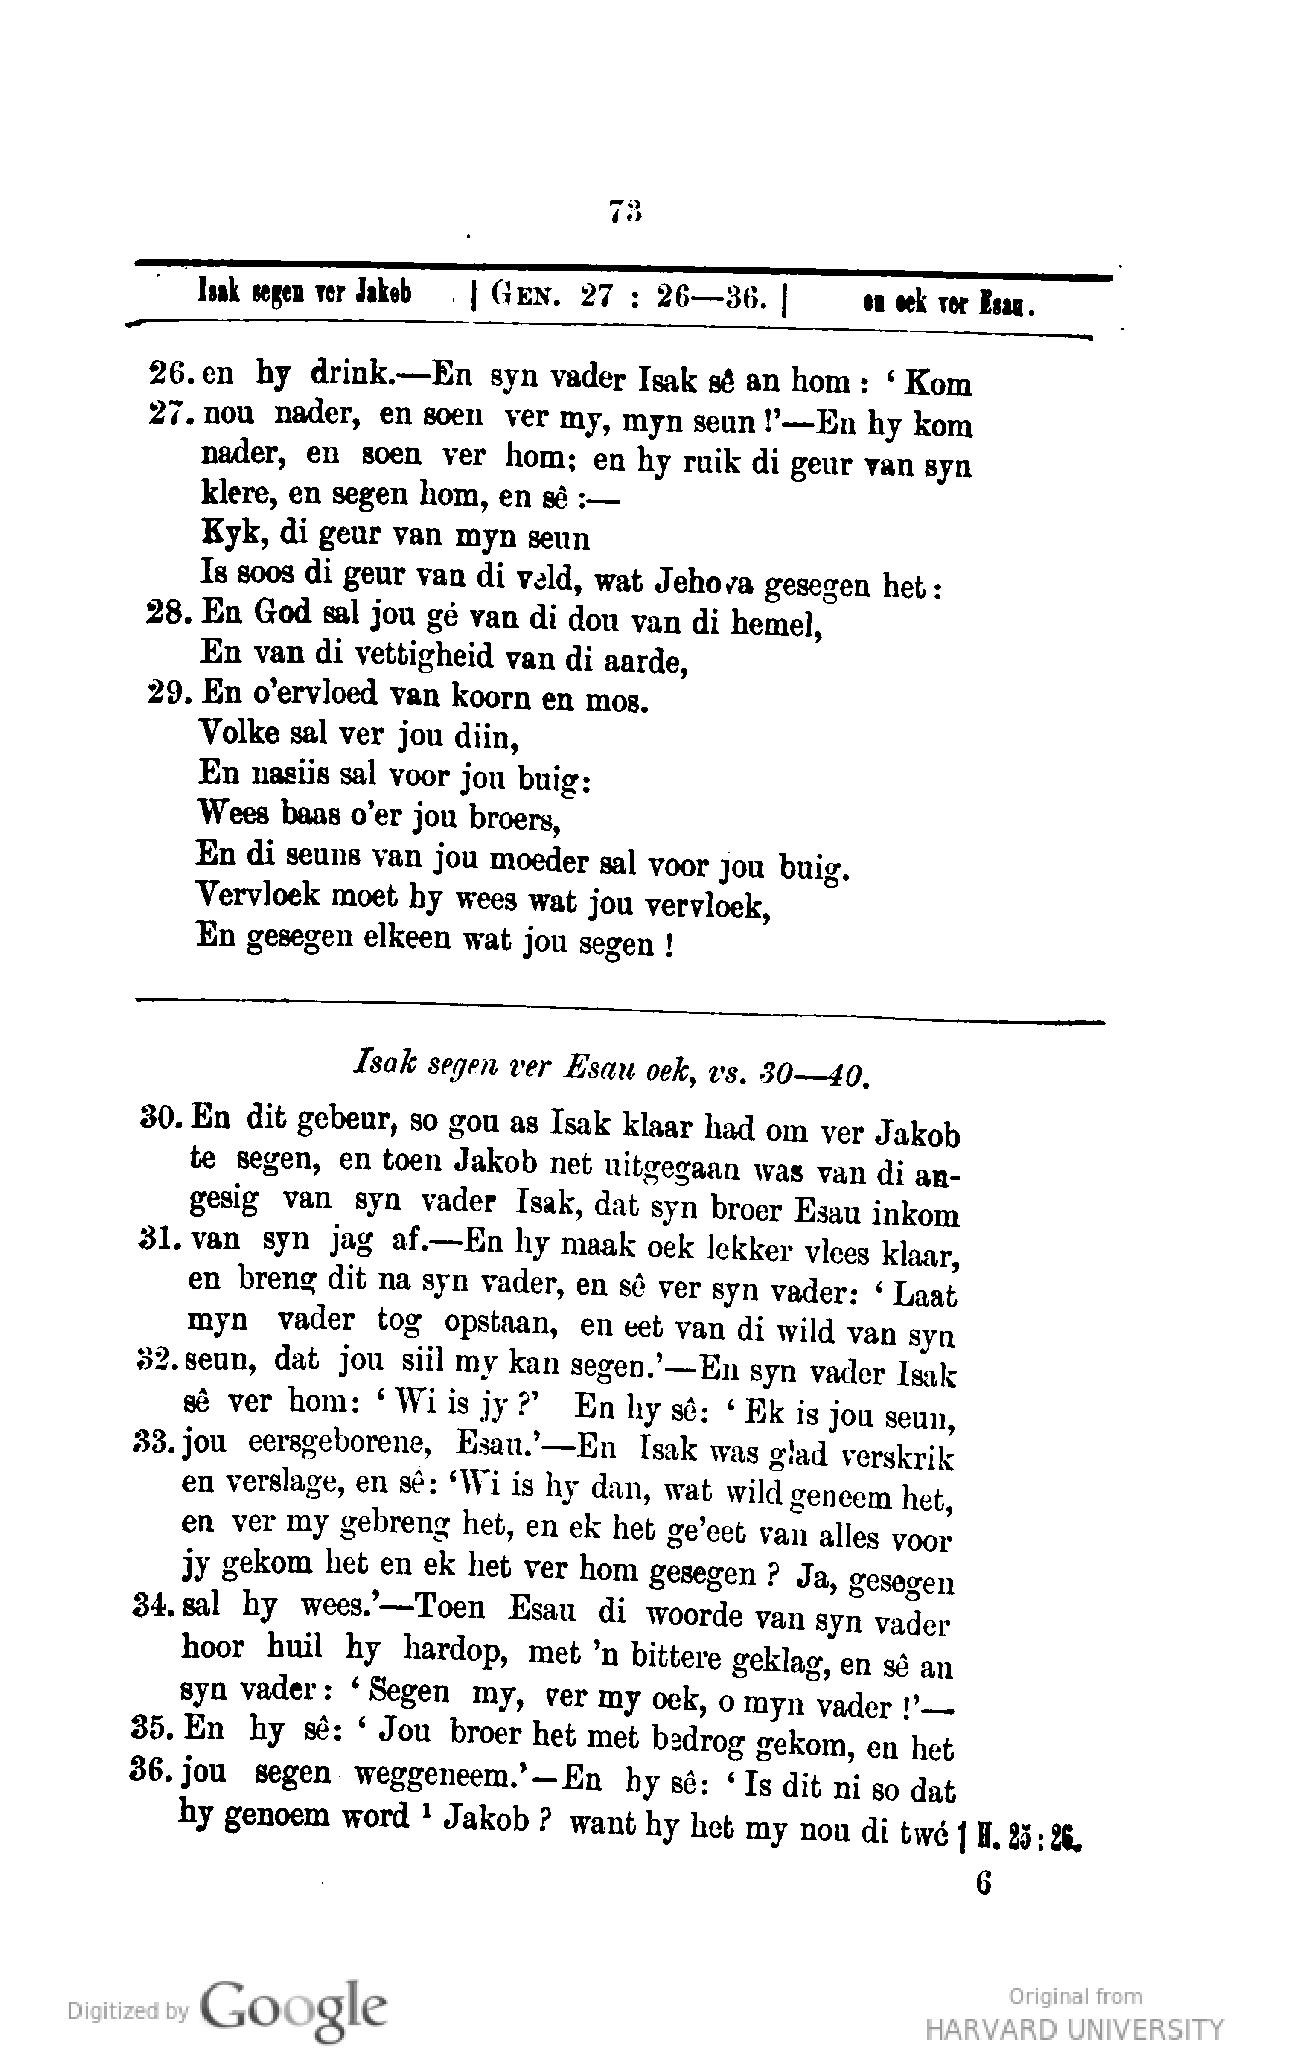 73
Isak segen ver Jakob | GEN. 27 : 26—36. | en oek ver Esau.
26. en hy drink.—En syn vader Isak sê an hom : ‘ Kom
27. nou nader, en soen ver my, myn seun !’—En hy kom
nader, en soen ver hom; en hy ruik di geur van syn
klere, en segen hom, en sê :—
Kyk, di geur van myn seun
Is soos di geur van di veld, wat Jehova gesegen het :
28. En God sal jou gé van di dou van di hemel,
En van di vettigheid van di aarde,
29. En o’ervloed van koorn en mos.
Volke sal ver jou diin,
En nasiis sal voor jou buig:
Wees baas o’er jou broers,
En di seuns van jou moeder sal voor jou buig.
Vervloek moet hy wees wat jou vervloek,
En gesegen elkeen wat jou segen !
Isak segen ver Esau oek, vs. 30—40.
30. En dit gebeur, so gou as Isak klaar had om ver Jakob
te segen, en toen Jakob net uitgegaan was van di an-
gesig van syn vader Isak, dat syn broer Esau inkom
31. van syn jag af.—En hy maak oek lekker vlees klaar,
en breng dit na syn vader, en sê ver syn vader: ‘ Laat
myn vader tog opstaan, en eet van di wild van syn
32. seun, dat jou siil my kan segen.’—En syn vader Isak
sê ver hom: ‘ Wi is jy ?’ En hy sê: ‘ Ek is jou seun,
33. jou eersgeborene, Esau.’—En Isak was glad verskrik
en verslage, en sê: ‘Wi is hy dan, wat wild geneem het,
en ver my gebreng het, en ek het ge’eet van alles voor
jy gekom het en ek het ver hom gesegen ? Ja, gesegen
34. sal hy wees.’—Toen Esau di woorde van syn vader
hoor huil hy hardop, met ’n bittere geklag, en sê an
syn vader : ‘ Segen my, ver my oek, o myn vader !’—
35. En hy sê: ‘ Jou broer het met bedrog gekom, en het
36. jou segen weggeneem.’—En hy sê: ‘ Is dit ni so dat
hy genoem word ¹ Jakob ? want hy het my nou di twé 1 H. 25 : 26.
6
Digitized by Google
Original from
HARVARD UNIVERSITY